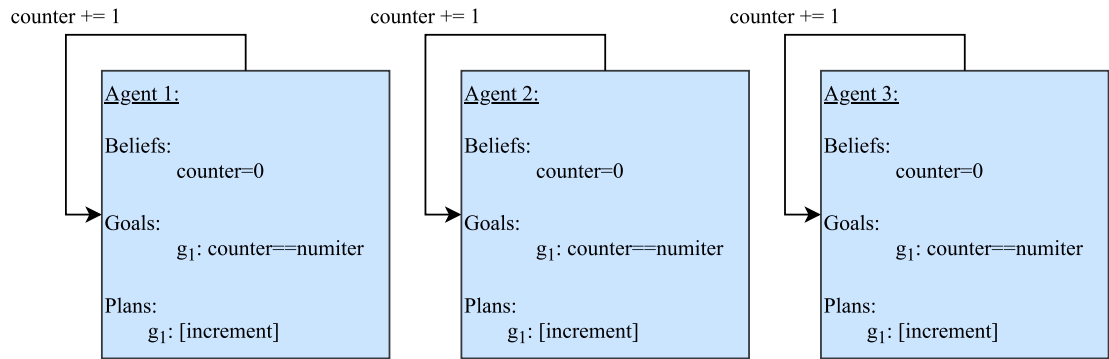 counter += 1
Agent 1:
Beliefs:
counter=0
Goals:
g1: counter==numiter
Plans:
g1: [increment]
counter += 1
Agent 2:
Beliefs:
counter=0
Goals:
g1: counter==numiter
Plans:
g1: [increment]
counter += 1
Agent 3:
Beliefs:
counter=0
Goals:
g1: counter==numiter
Plans:
g1: [increment]